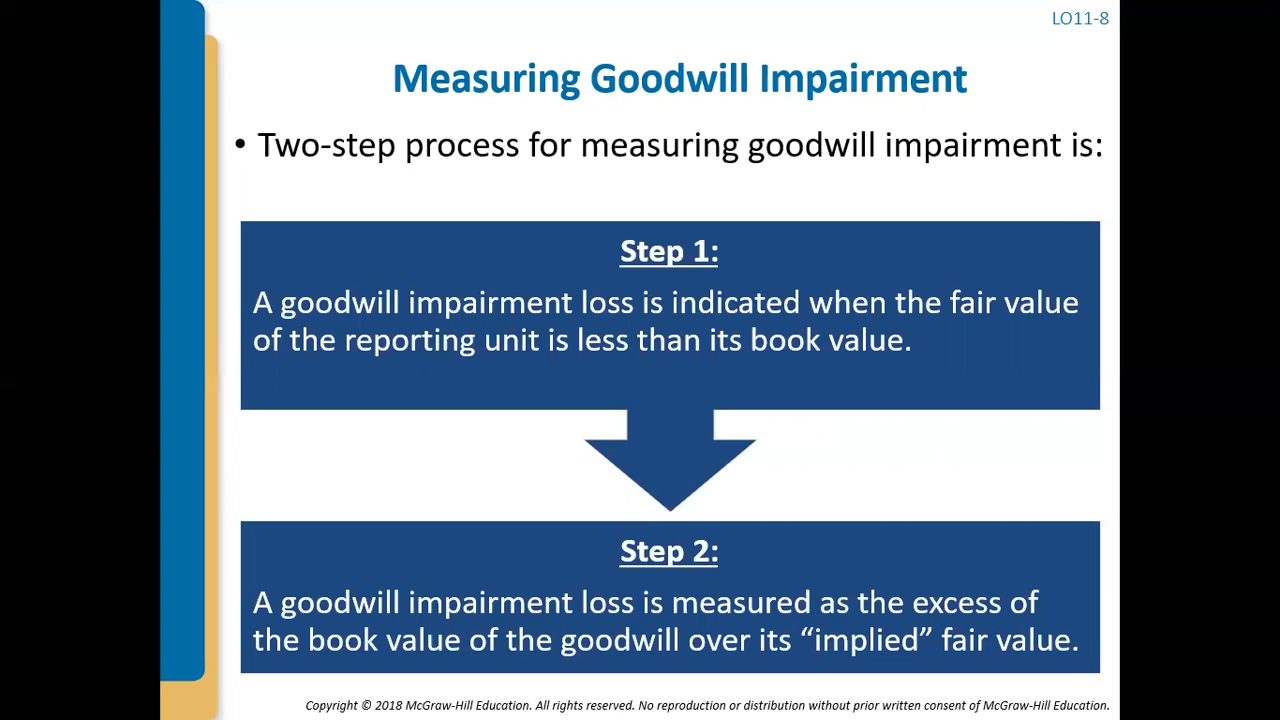 LO11-8
Measuring Goodwill Impairment
• Two-step process for measuring goodwill impairment is:
Step 1:
A goodwill impairment loss is indicated when the fair value
of the reporting unit is less than its book value.
Step 2:
A goodwill impairment loss is measured as the excess of
the book value of the goodwill over its “implied” fair value.
Copyright © 2018 McGraw-Hill Education. All rights reserved. No reproduction or distribution without prior written consent of McGraw-Hill Education.